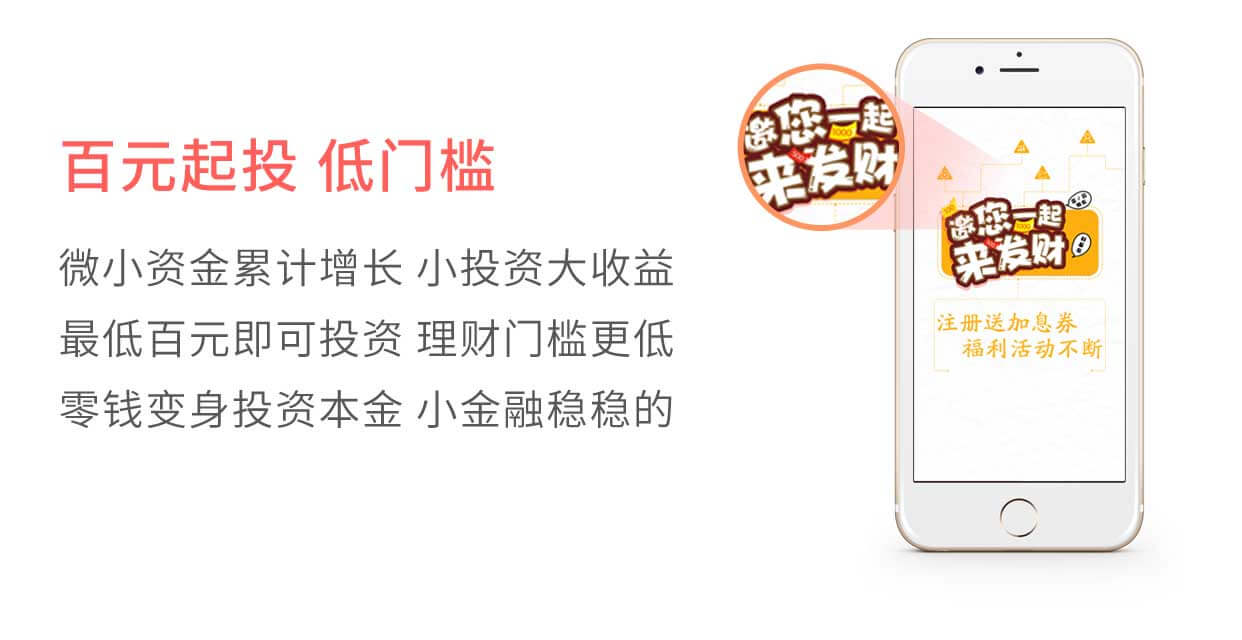 百元起投 低门槛
微小资金累计增长 小投资大收益
最低百元即可投资 理财门槛更低
零钱变身投资本金 小金融稳稳的
邀您一起
1000
来发财
邀您一起
1000
来发财
注册送加息券
福利活动不断